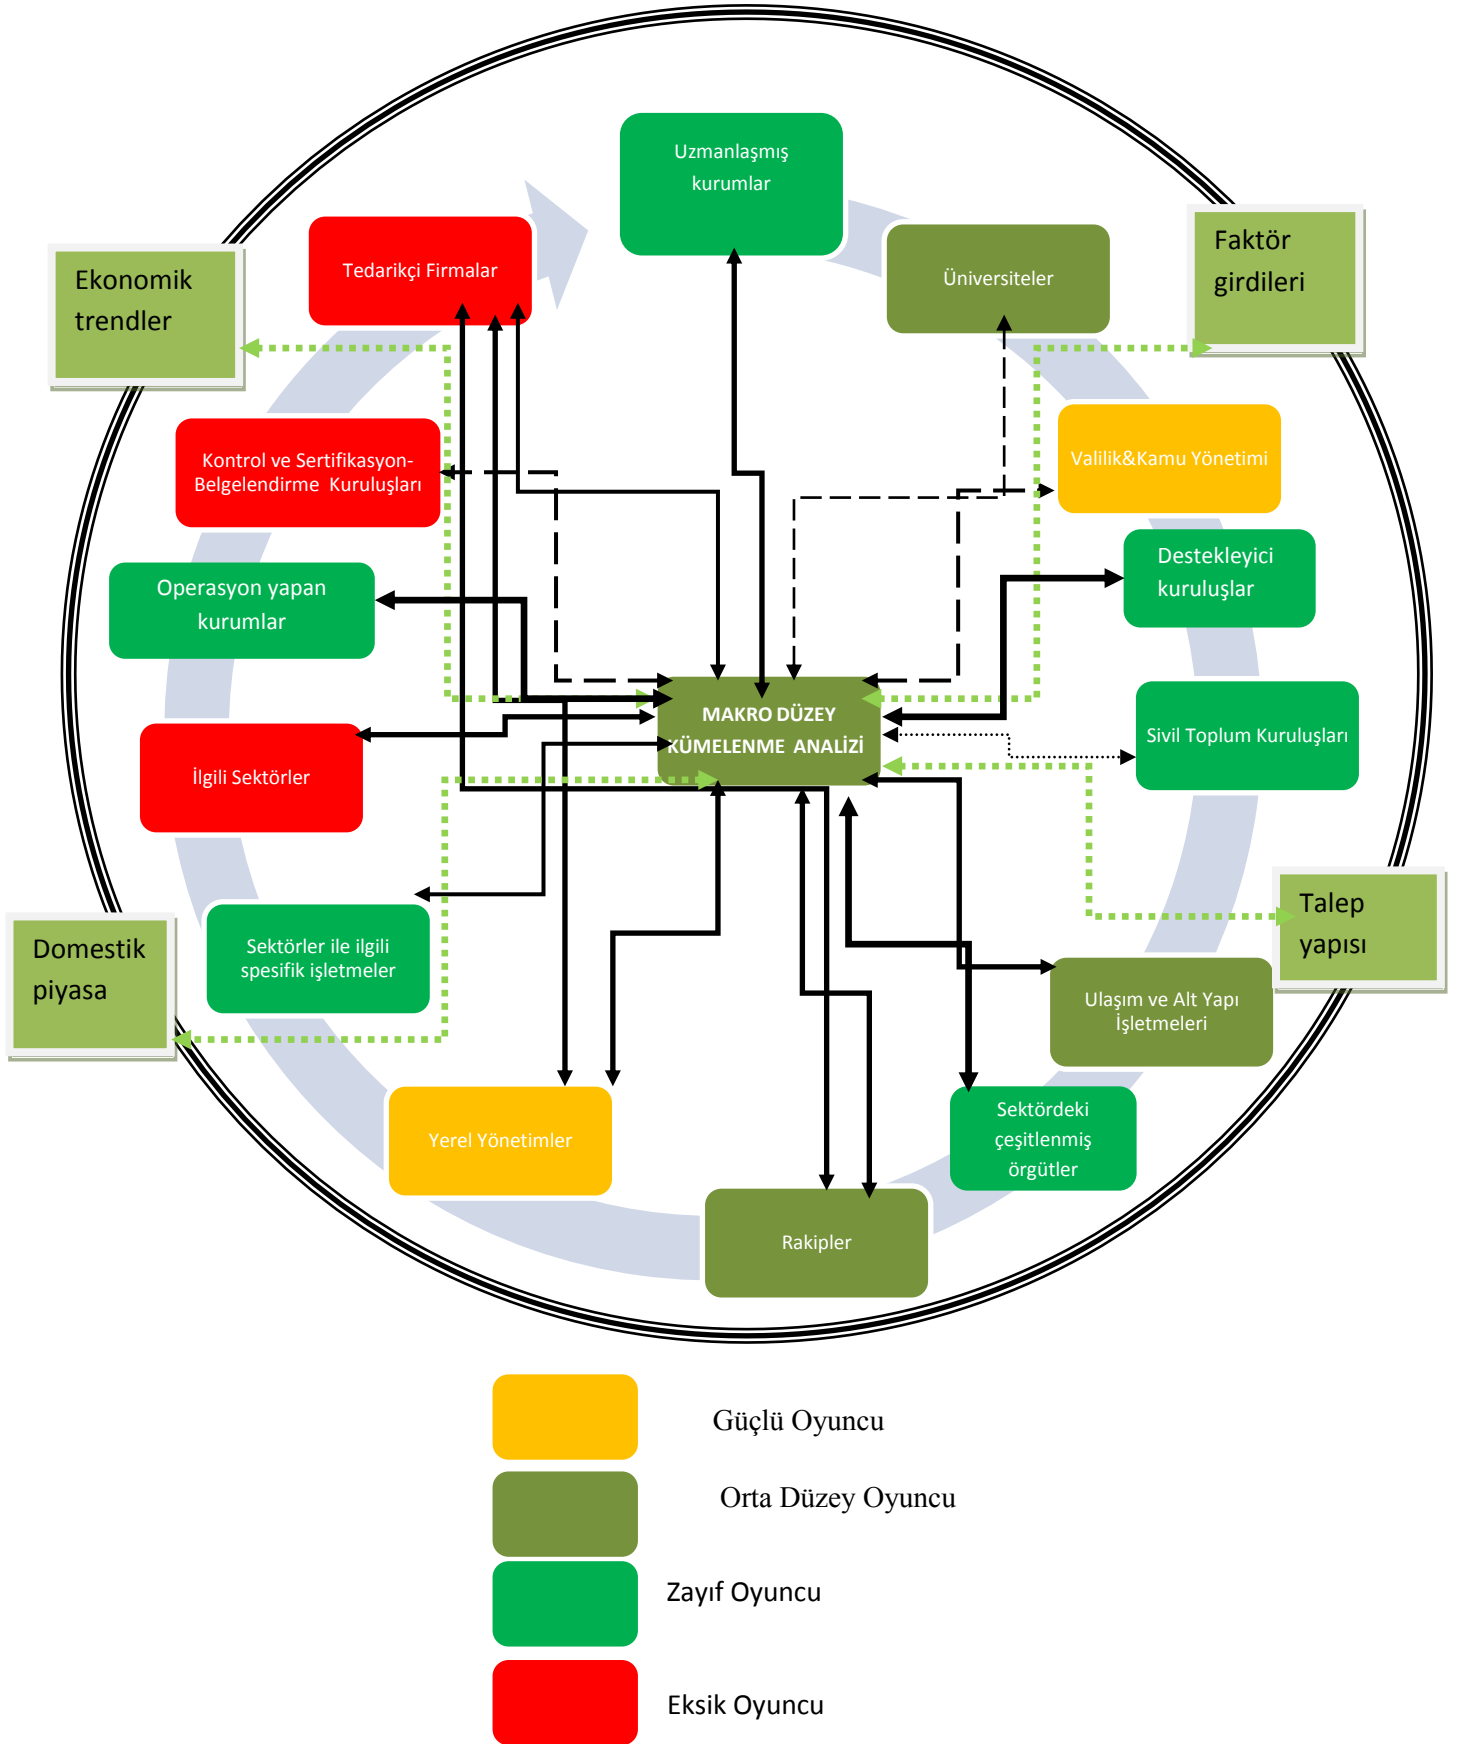 Uzmanlaşmış
kurumlar
Tedarikçi Firmalar
Üniversiteler
Faktör
girdileri
Ekonomik
trendler
Kontrol ve Sertifikasyon-
Belgelendirme Kuruluşları
Valilik&Kamu Yönetimi
Destekleyici
kuruluşlar
Operasyon yapan
kurumlar
MAKRO DÜZEY
KÜMELENME ANALİZİ
Sivil Toplum Kuruluşları
İlgili Sektörler
Talep
yapısı
Domestik
piyasa
Sektörler ile ilgili
spesifik işletmeler
Ulaşım ve Alt Yapı
İşletmeleri
Sektördeki
çeşitlenmiş
örgütler
Yerel Yönetimler
Rakipler
Güçlü Oyuncu
Orta Düzey Oyuncu
Zayıf Oyuncu
Eksik Oyuncu